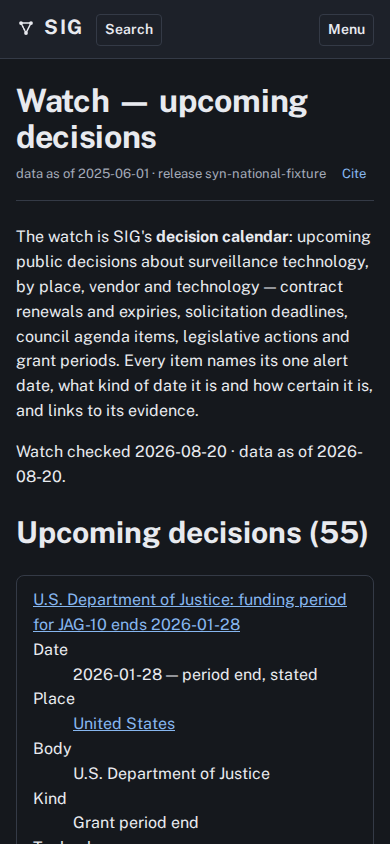 SIG
Search
Menu
Watch — upcoming
decisions
data as of 2025-06-01 · release syn-national-fixture
Cite
The watch is SIG's decision calendar: upcoming
public decisions about surveillance technology,
by place, vendor and technology — contract
renewals and expiries, solicitation deadlines,
council agenda items, legislative actions and
grant periods. Every item names its one alert
date, what kind of date it is and how certain it is,
and links to its evidence.
Watch checked 2026-08-20 · data as of 2026-
08-20.
Upcoming decisions (55)
U.S. Department of Justice: funding period
for JAG-10 ends 2026-01-28
Date
2026-01-28 — period end, stated
Place
United States
Body
U.S. Department of Justice
Kind
Grant period end